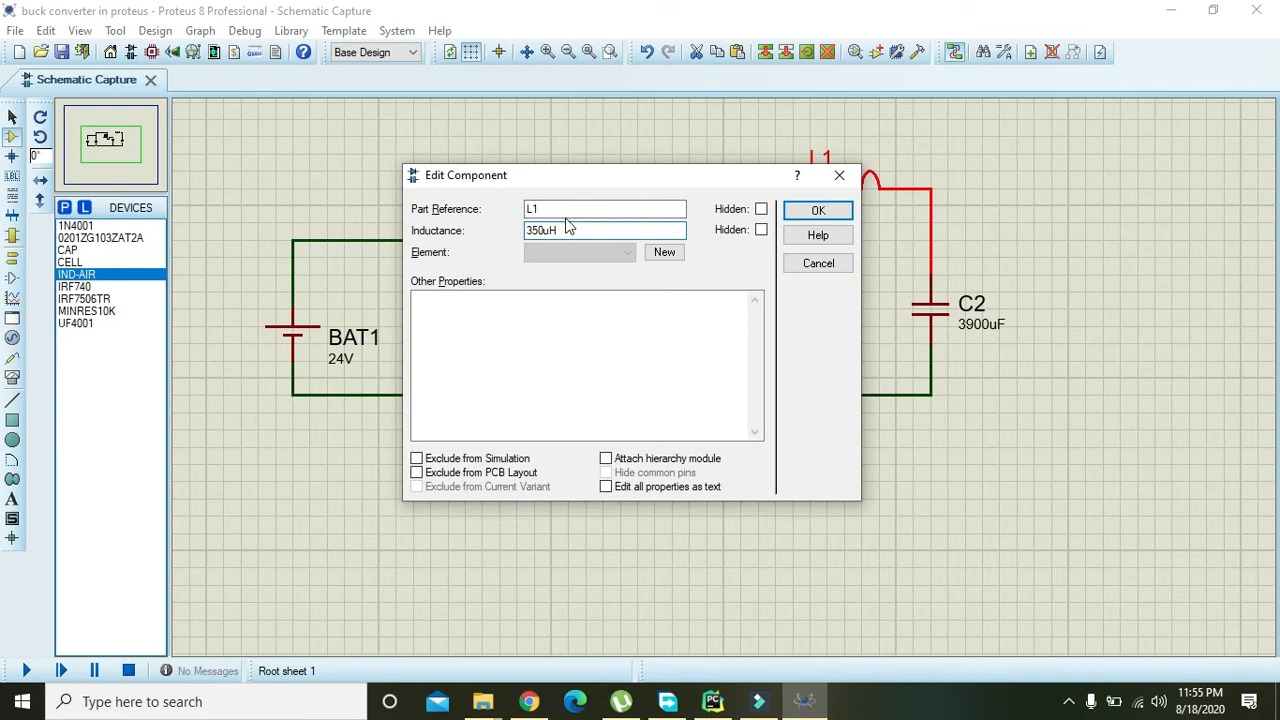 buck converter in proteus - Proteus 8 Professional - Schematic Capture
File Edit View Tool Design Graph Debug Library Template System Help
Base Design
Schematic Capture
0°
LBL
P L DEVICES
1N4001
0201ZG103ZAT2A
CAP
CELL
IND-AIR
IRF740
IRF7506TR
MINRES10K
UF4001
L1
Edit Component
Part Reference: L1 Hidden:
Inductance: 350uH Hidden:
Element: New
Other Properties:
OK
Help
Cancel
Exclude from Simulation Attach hierarchy module
Exclude from PCB Layout Hide common pins
Exclude from Current Variant Edit all properties as text
BAT1
24V
C2
3900uF
A
S
No Messages Root sheet 1
Type here to search
11:55 PM
8/18/2020